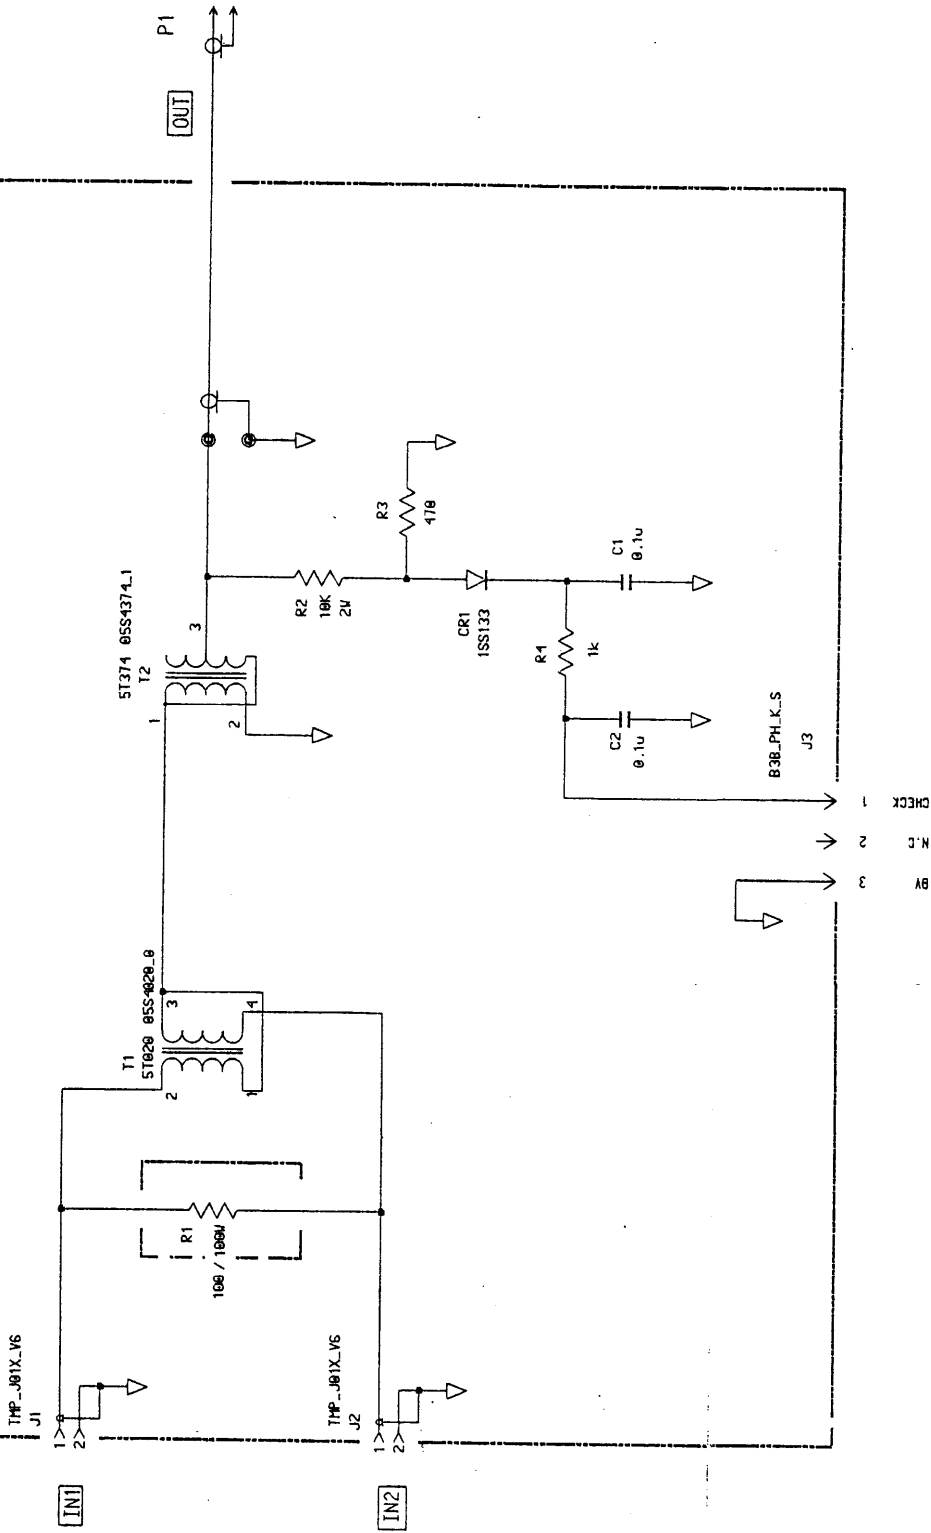 P1
OUT
5T374 05S4374_1
T2
1
2
3
R2
10K
2W
R3
470
CR1
1SS133
C1
0.1u
R4
1k
C2
0.1u
B3B_PH_K_S
J3
1 CHECK
2 N.C
3 0V
T1
5T020 05S4020_0
3
4
2
1
R1
100/100W
TMP_J01X_V6
J1
1
2
IN1
TMP_J01X_V6
J2
1
2
IN2